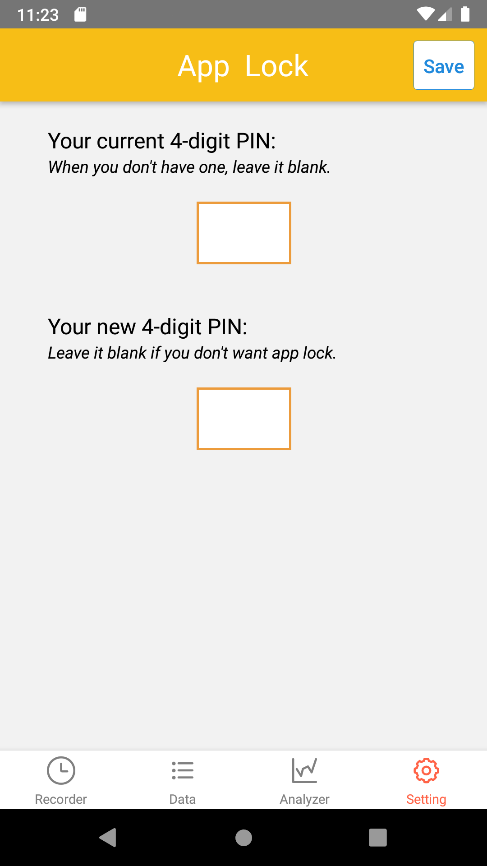 11:23
App Lock
Save
Your current 4-digit PIN:
When you don't have one, leave it blank.
Your new 4-digit PIN:
Leave it blank if you don't want app lock.
Recorder
Data
Analyzer
Setting